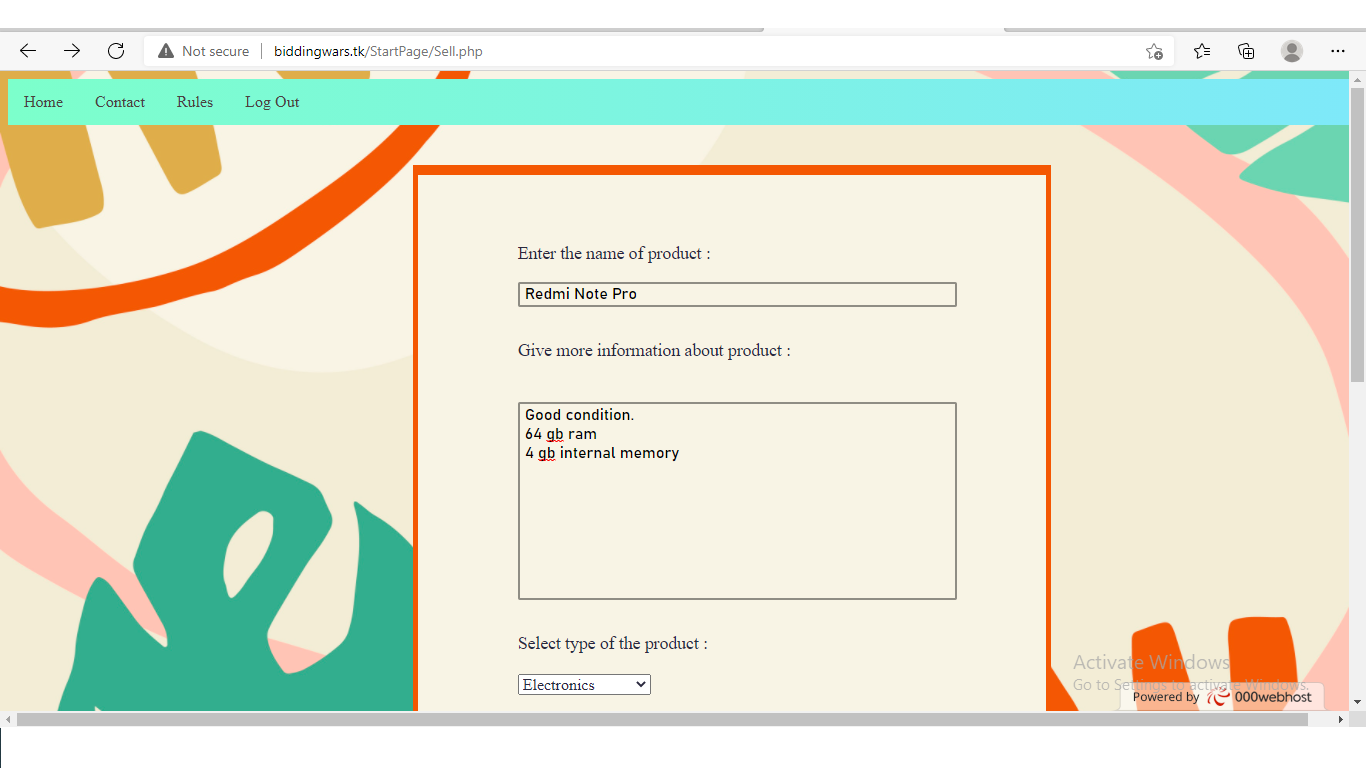 Not secure
biddingwars.tk/StartPage/Sell.php
Home Contact Rules Log Out
Enter the name of product :
Redmi Note Pro
Give more information about product :
Good condition.
64 gb ram
4 gb internal memory
Select type of the product :
Electronics
Activate Windows
Go to Settings to activate Windows.
Powered by 000webhost